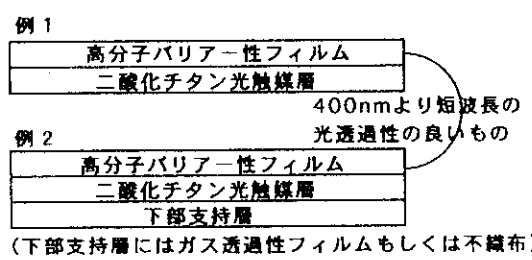 例1
高分子バリアー性フィルム
二酸化チタン光触媒層
400nmより短波長の
光透過性の良いもの
例2
高分子バリアー性フィルム
二酸化チタン光触媒層
下部支持層
(下部支持層にはガス透過性フィルムもしくは不織布)